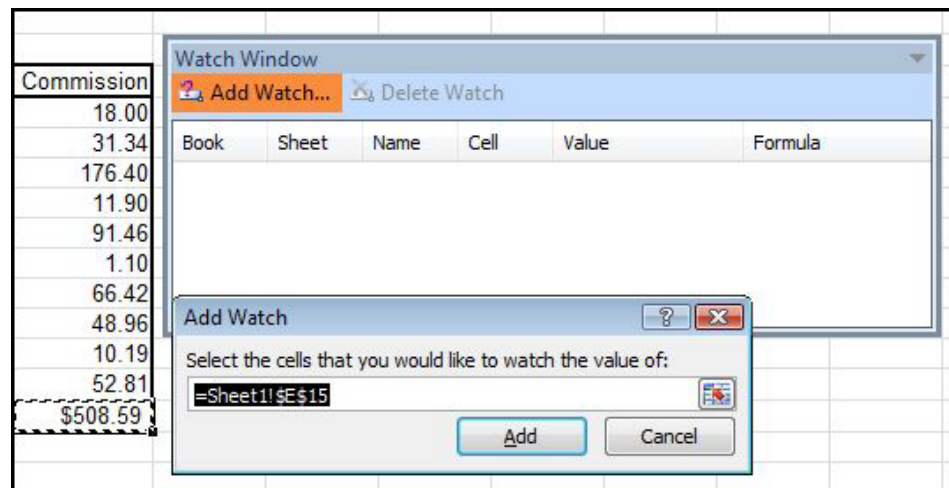 Watch Window
Commission
Add Watch... Delete Watch
18.00
31.34
Book Sheet Name Cell Value Formula
176.40
11.90
91.46
1.10
66.42
48.96
Add Watch
10.19
Select the cells that you would like to watch the value of:
52.81
=Sheet1!$E$15
$508.59
Add Cancel